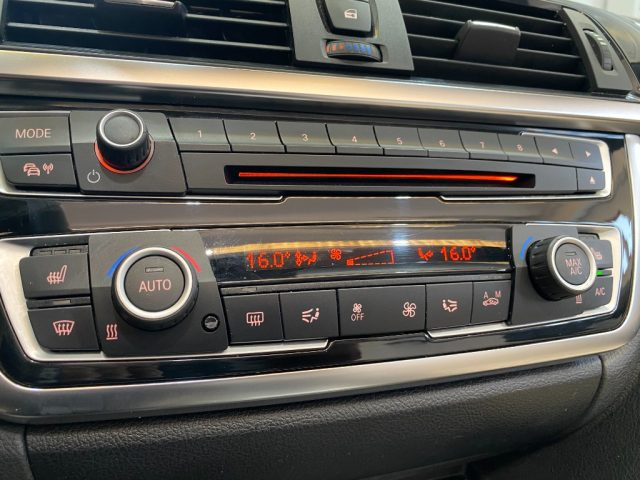 MODE 1 2 3 4 5 6 7 8
16.0° 16.0°
AUTO MAX A/C
OFF A M A/C